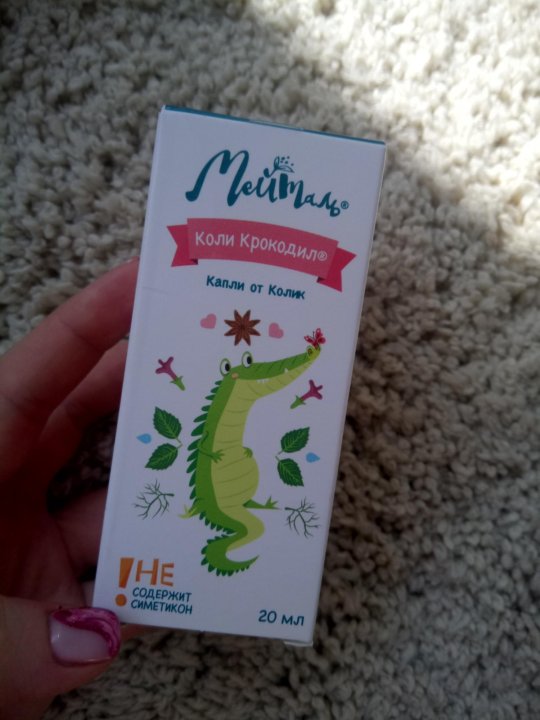 Мейталь®
Коли Крокодил®
Капли от Колик
! НЕ
СОДЕРЖИТ
СИМЕТИКОН
20 мл